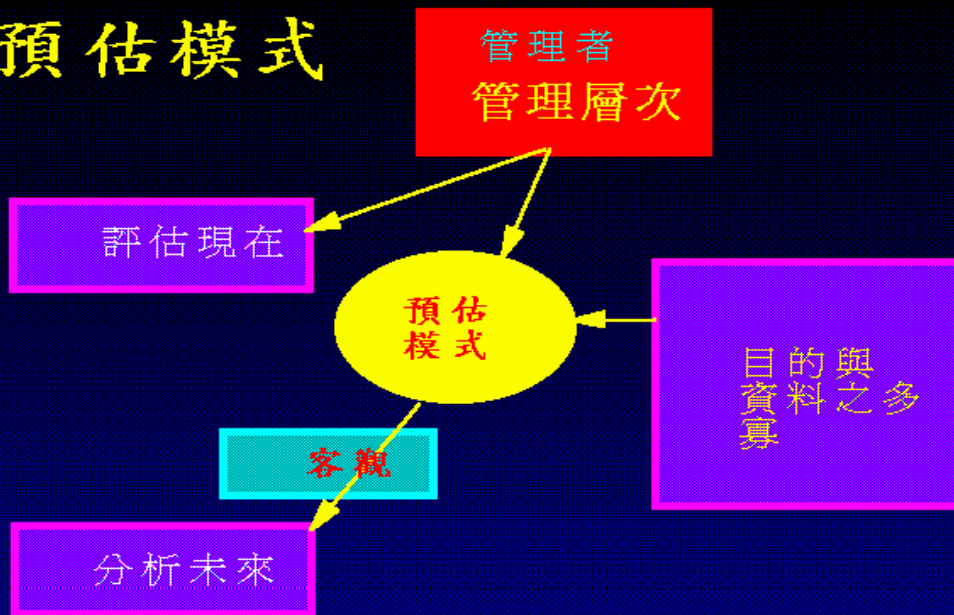 預估模式
管理者
管理層次
評估現在
預估
模式
目的與
資料之多
寡
客觀
分析未來